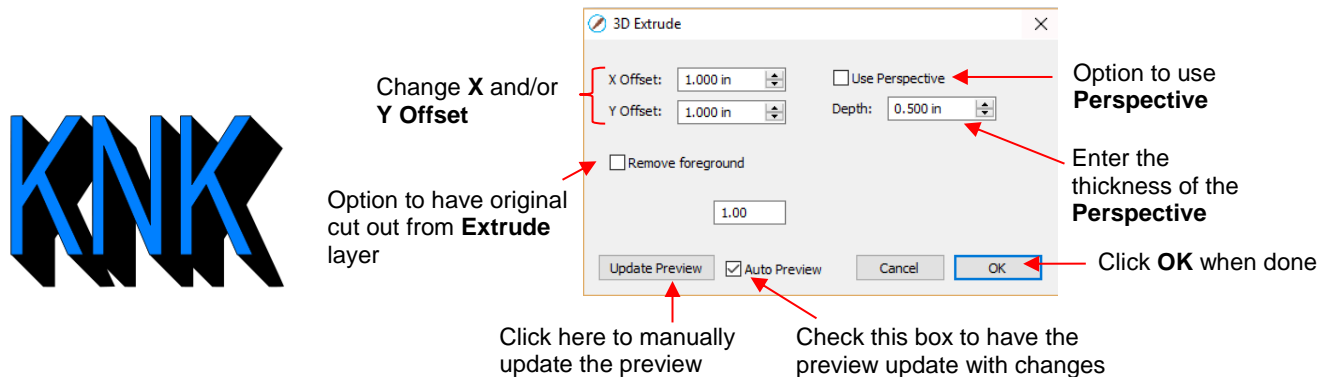 KNK
3D Extrude
Change X and/or
Y Offset
X Offset: 1.000 in
Y Offset: 1.000 in
Use Perspective
Depth: 0.500 in
Option to use
Perspective
Remove foreground
Enter the
thickness of the
Perspective
Option to have original
cut out from Extrude
layer
1.00
Update Preview Auto Preview Cancel OK
Click OK when done
Click here to manually
update the preview
Check this box to have the
preview update with changes